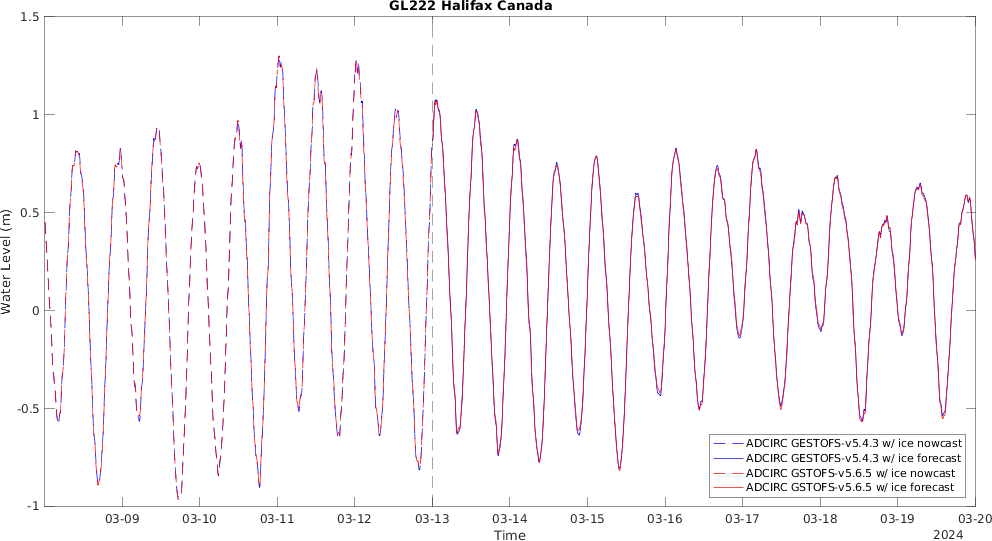 GL222 Halifax Canada
1.5
1
0.5
0
-0.5
-1
Water Level (m)
03-09 03-10 03-11 03-12 03-13 03-14 03-15 03-16 03-17 03-18 03-19 03-20
Time
2024
ADCIRC GESTOFS-v5.4.3 w/ ice nowcast
ADCIRC GESTOFS-v5.4.3 w/ ice forecast
ADCIRC GSTOFS-v5.6.5 w/ ice nowcast
ADCIRC GSTOFS-v5.6.5 w/ ice forecast